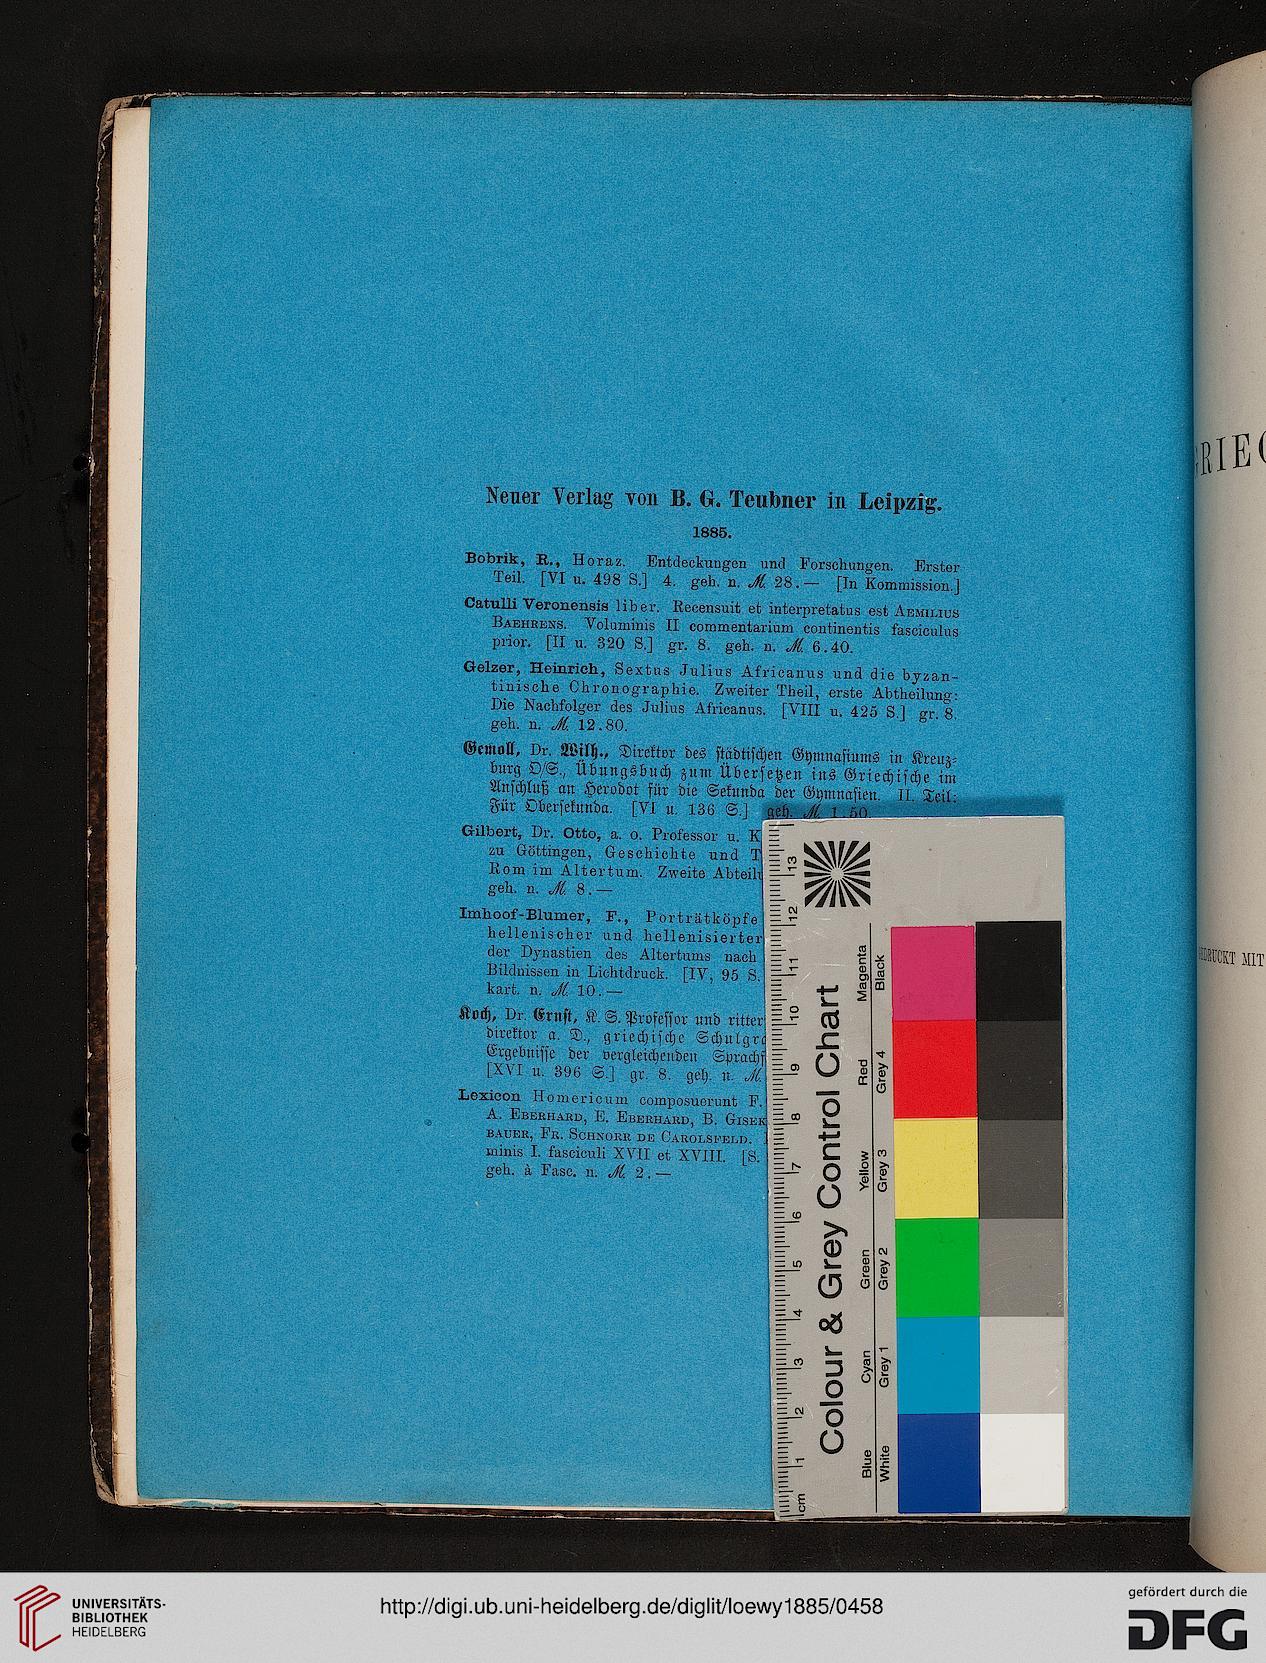 Neuer Verlag von B. G. Teubner in Leipzig.
1885.
Bobrik, R., Horaz. Entdeckungen und Forschungen. Erster
Teil. [VI u. 498 S.] 4. geh. n. ℳ. 28.— [In Kommission.]
Catulli Veronensis liber. Recensuit et interpretatus est AEMILIUS
BAEHRENS. Voluminis II commentarium continentis fasciculus
prior. [II u. 320 S.] gr. 8. geh. n. ℳ. 6.40.
Gelzer, Heinrich, Sextus Julius Africanus und die byzan-
tinische Chronographie. Zweiter Theil, erste Abtheilung:
Die Nachfolger des Julius Africanus. [VIII u. 425 S.] gr. 8.
geh. n. ℳ. 12.80.
Gemoll, Dr. Wilh., Direktor des städtischen Gymnasiums in Kreuz-
burg O/S., Übungsbuch zum Übersetzen ins Griechische im
Anschluß an Herodot für die Sekunda der Gymnasien. II. Teil:
Für Obersekunda. [VI u. 136 S.] geh. ℳ. 1.50.
Gilbert, Dr. Otto, a. o. Professor u. K
zu Göttingen, Geschichte und T
Rom im Altertum. Zweite Abteil
geh. n. ℳ. 8.—
Imhoof-Blumer, F., Porträtköpfe
hellenischer und hellenisierter
der Dynastien des Altertums nach
Bildnissen in Lichtdruck. [IV, 95 S.
kart. n. ℳ. 10.—
Koch, Dr. Ernst, K. S. Professor und ritter
direktor a. D., griechische Schulgr
Ergebnisse der vergleichenden Sprachf
[XVI u. 396 S.] gr. 8. geh. n. ℳ.
Lexicon Homericum composuerunt F.
A. EBERHARD, E. EBERHARD, B. GISEK
BAUER, FR. SCHNORR DE CAROLSFELD.
minis I. fasciculi XVII et XVIII. [S.
geh. à Fasc. n. ℳ. 2.—
RIEC
DRUCKT MIT
Colour & Grey Control Chart
Blue Cyan Green Yellow Red Magenta
White Grey 1 Grey 2 Grey 3 Grey 4 Black
cm 1 2 3 4 5 6 7 8 9 10 11 12 13
UNIVERSITÄTS-
BIBLIOTHEK
HEIDELBERG
http://digi.ub.uni-heidelberg.de/diglit/loewy1885/0458
gefördert durch die
DFG